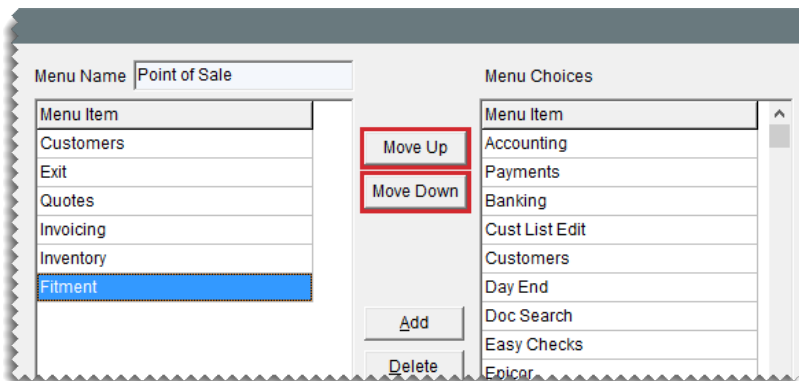 Menu Name Point of Sale
Menu Choices
Menu Item
Customers
Exit
Quotes
Invoicing
Inventory
Fitment
Move Up
Move Down
Add
Delete
Menu Item
Accounting
Payments
Banking
Cust List Edit
Customers
Day End
Doc Search
Easy Checks
Epicor